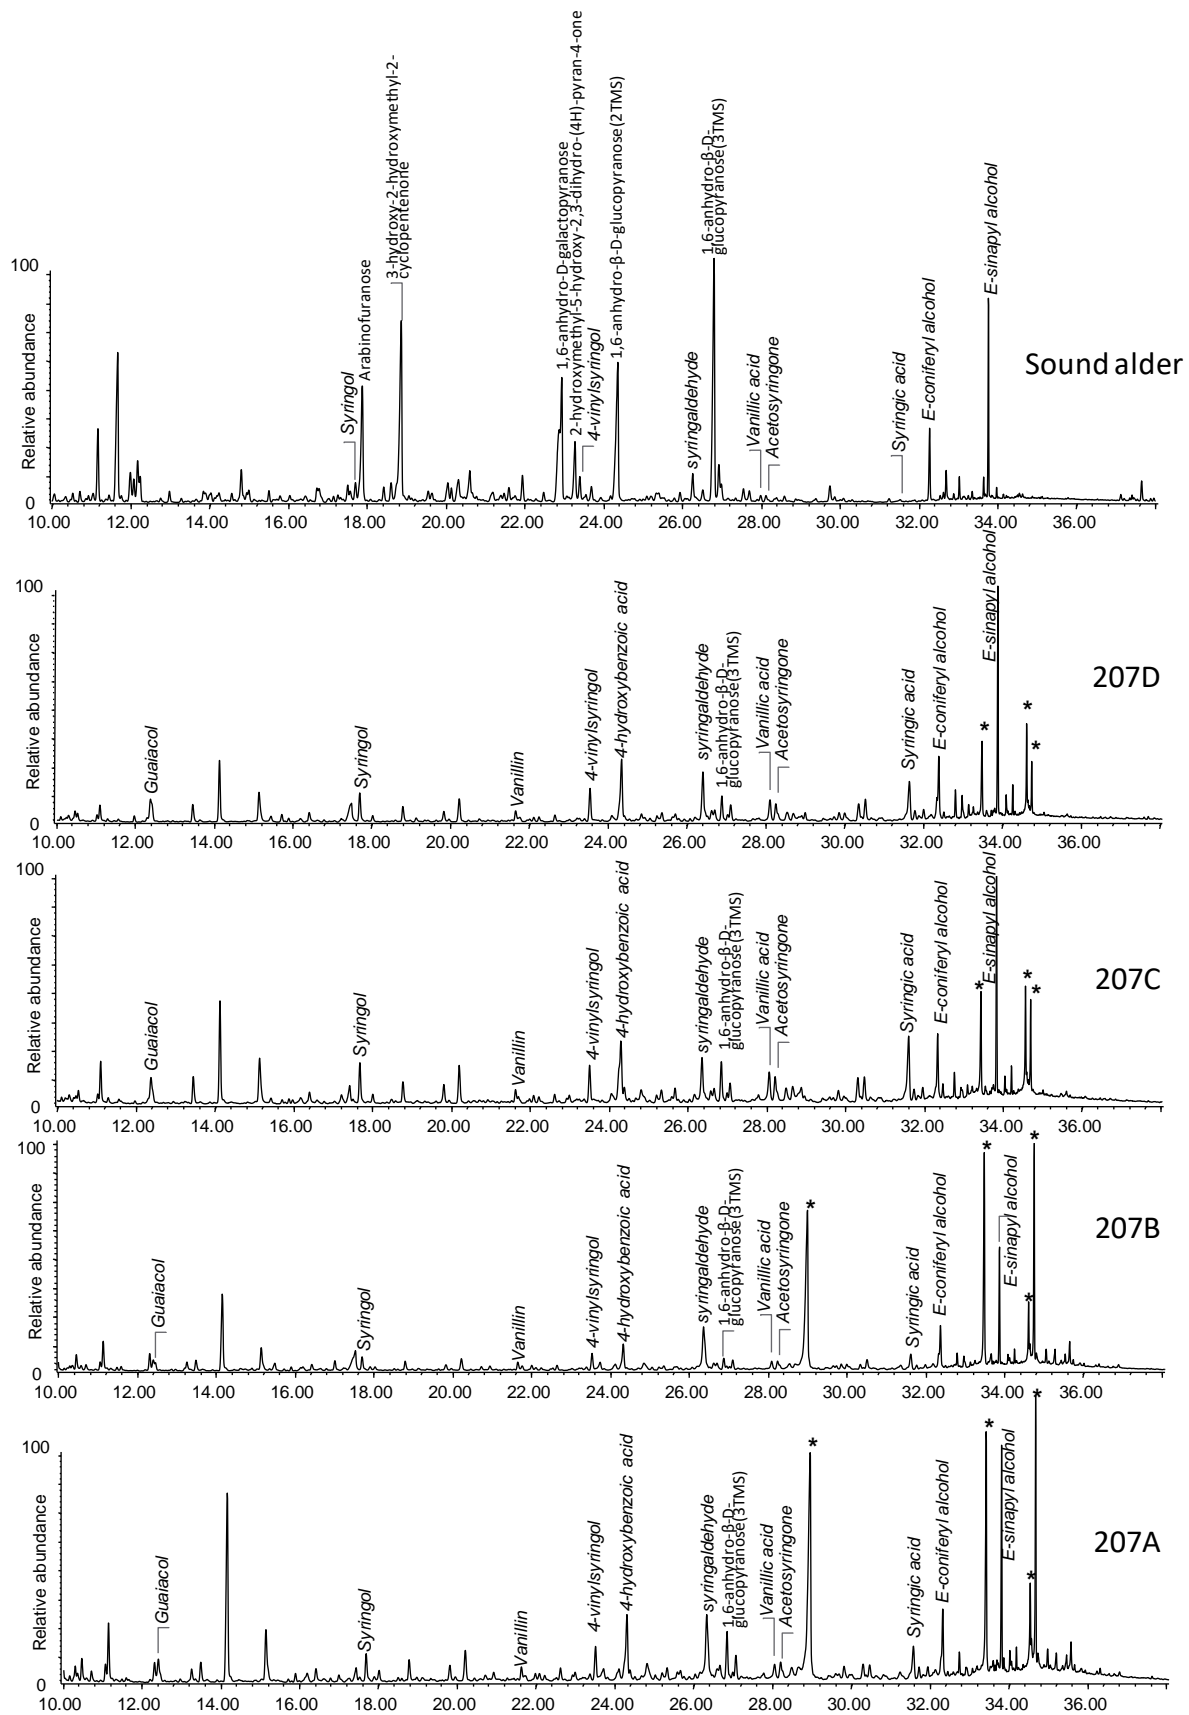 3-hydroxy-2-hydroxymethyl-2-
cyclopentenone
1,6-anhydro-D-galactopyranose
2-hydroxymethyl-5-hydroxy-2,3-dihydro-(4H)-pyran-4-one
1,6-anhydro-β-D-glucopyranose(2TMS)
1,6-anhydro-β-D-
glucopyranose(3TMS)
Syringol
Arabinofuranose
4-vinylsyringol
syringaldehyde
Vanillic acid
Acetosyringone
Syringic acid
E-coniferyl alcohol
E-sinapyl alcohol
Sound alder
Relative abundance
100
0
10.00 12.00 14.00 16.00 18.00 20.00 22.00 24.00 26.00 28.00 30.00 32.00 34.00 36.00
Guaiacol
Syringol
Vanillin
4-vinylsyringol
4-hydroxybenzoic acid
syringaldehyde
1,6-anhydro-β-D-
glucopyranose(3TMS)
Vanillic acid
Acetosyringone
Syringic acid
E-coniferyl alcohol
E-sinapyl alcohol
* * *
207D
Relative abundance
100
0
10.00 12.00 14.00 16.00 18.00 20.00 22.00 24.00 26.00 28.00 30.00 32.00 34.00 36.00
Guaiacol
Syringol
Vanillin
4-vinylsyringol
4-hydroxybenzoic acid
syringaldehyde
1,6-anhydro-β-D-
glucopyranose(3TMS)
Vanillic acid
Acetosyringone
Syringic acid
E-coniferyl alcohol
E-sinapyl alcohol
* * *
207C
Relative abundance
100
0
10.00 12.00 14.00 16.00 18.00 20.00 22.00 24.00 26.00 28.00 30.00 32.00 34.00 36.00
Guaiacol
Syringol
Vanillin
4-vinylsyringol
4-hydroxybenzoic acid
syringaldehyde
1,6-anhydro-β-D-
glucopyranose(3TMS)
Vanillic acid
Acetosyringone
Syringic acid
E-coniferyl alcohol
E-sinapyl alcohol
* * * *
207B
Relative abundance
100
0
10.00 12.00 14.00 16.00 18.00 20.00 22.00 24.00 26.00 28.00 30.00 32.00 34.00 36.00
Guaiacol
Syringol
Vanillin
4-vinylsyringol
4-hydroxybenzoic acid
syringaldehyde
1,6-anhydro-β-D-
glucopyranose(3TMS)
Vanillic acid
Acetosyringone
Syringic acid
E-coniferyl alcohol
E-sinapyl alcohol
* * * *
207A
Relative abundance
100
0
10.00 12.00 14.00 16.00 18.00 20.00 22.00 24.00 26.00 28.00 30.00 32.00 34.00 36.00